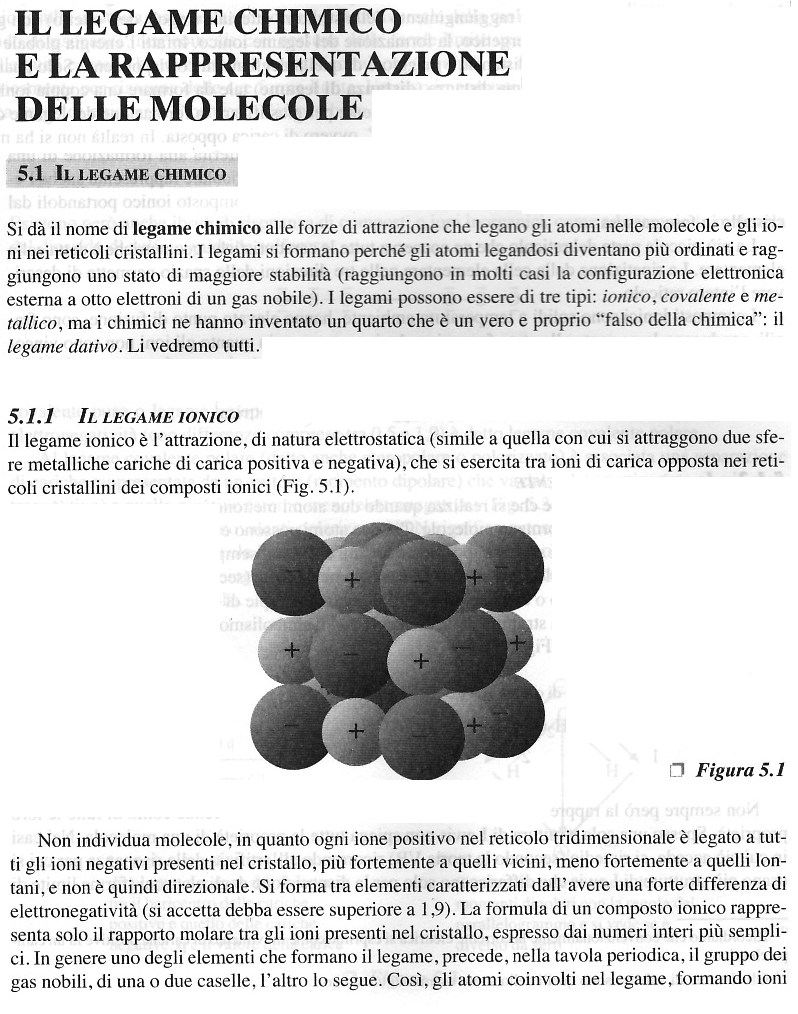 IL LEGAME CHIMICO
E LA RAPPRESENTAZIONE
DELLE MOLECOLE
5.1 IL LEGAME CHIMICO
Si dà il nome di legame chimico alle forze di attrazione che legano gli atomi nelle molecole e gli io-
ni nei reticoli cristallini. I legami si formano perché gli atomi legandosi diventano più ordinati e rag-
giungono uno stato di maggiore stabilità (raggiungono in molti casi la configurazione elettronica
esterna a otto elettroni di un gas nobile). I legami possono essere di tre tipi: ionico, covalente e me-
tallico, ma i chimici ne hanno inventato un quarto che è un vero e proprio “falso della chimica”: il
legame dativo. Li vedremo tutti.
5.1.1 IL LEGAME IONICO
Il legame ionico è l’attrazione, di natura elettrostatica (simile a quella con cui si attraggono due sfe-
re metalliche cariche di carica positiva e negativa), che si esercita tra ioni di carica opposta nei reti-
coli cristallini dei composti ionici (Fig. 5.1).
− + − + −
+ − + − +
− + − + −
Figura 5.1
Non individua molecole, in quanto ogni ione positivo nel reticolo tridimensionale è legato a tut-
ti gli ioni negativi presenti nel cristallo, più fortemente a quelli vicini, meno fortemente a quelli lon-
tani, e non è quindi direzionale. Si forma tra elementi caratterizzati dall’avere una forte differenza di
elettronegatività (si accetta debba essere superiore a 1,9). La formula di un composto ionico rappre-
senta solo il rapporto molare tra gli ioni presenti nel cristallo, espresso dai numeri interi più sempli-
ci. In genere uno degli elementi che formano il legame, precede, nella tavola periodica, il gruppo dei
gas nobili, di una o due caselle, l’altro lo segue. Così, gli atomi coinvolti nel legame, formando ioni